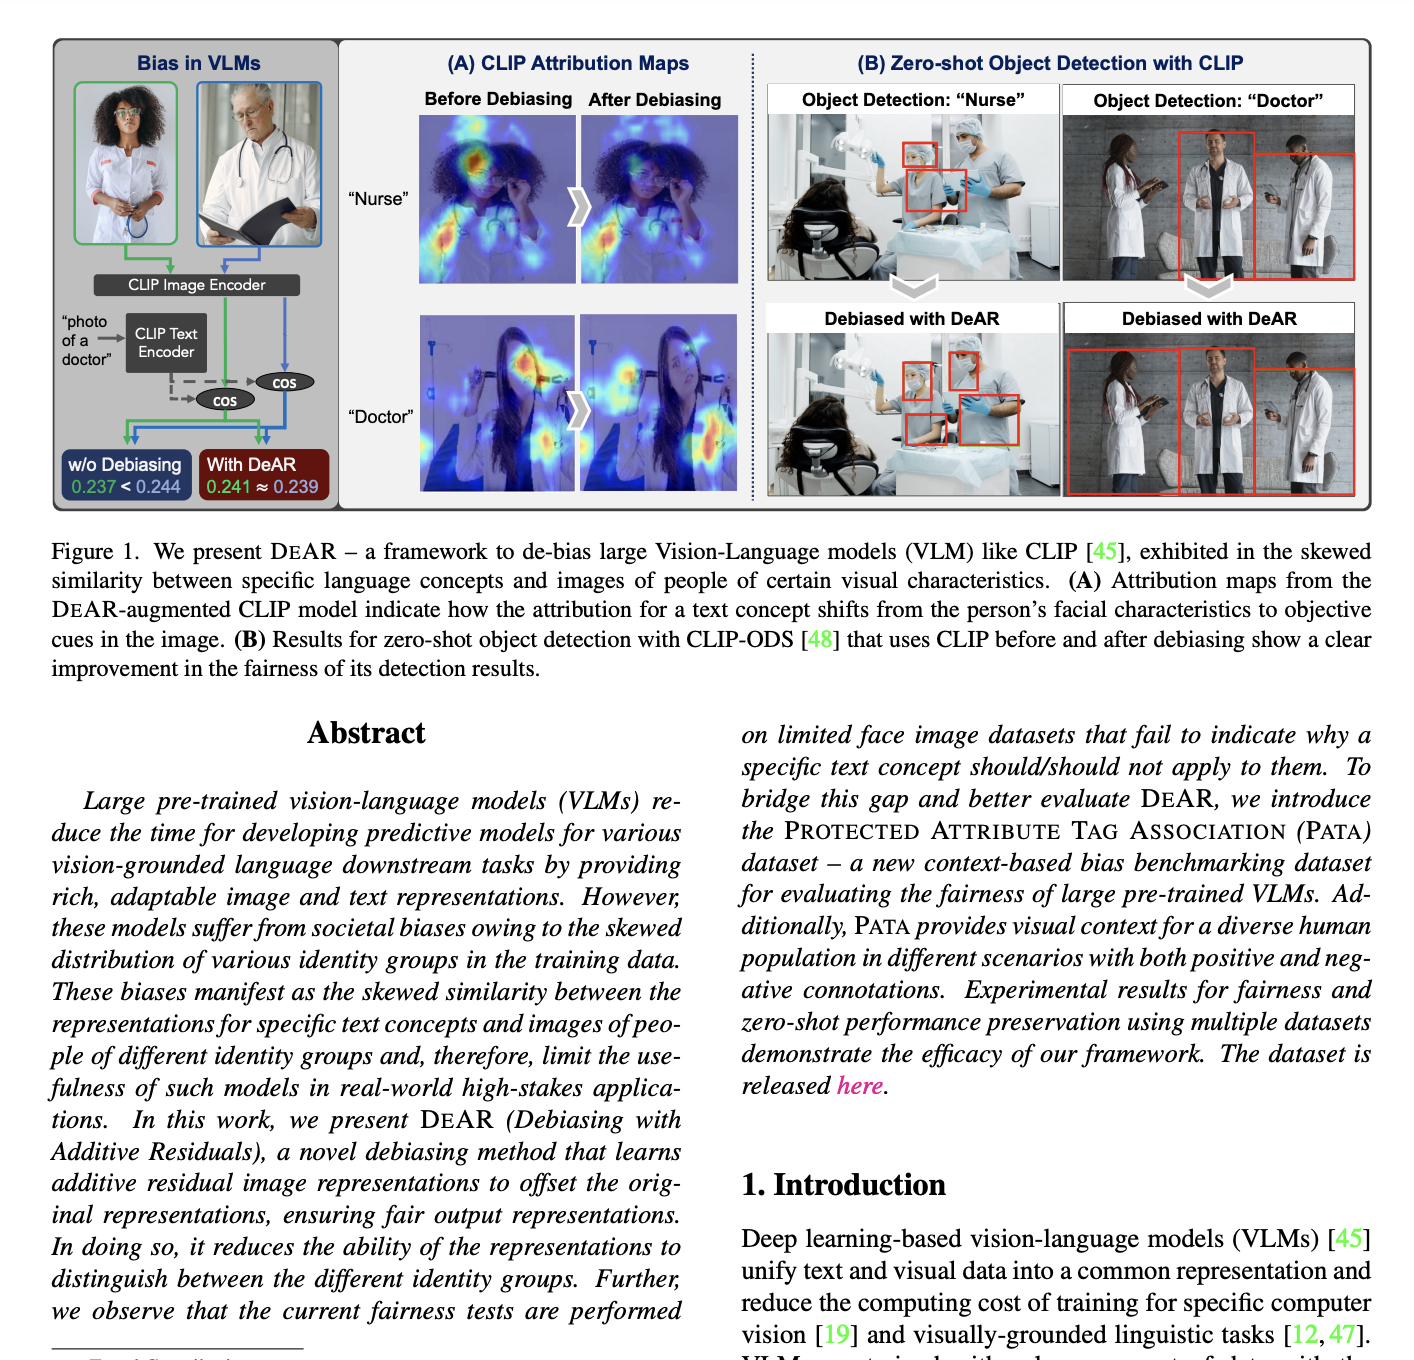 Bias in VLMs
CLIP Image Encoder
“photo
of a
doctor”
CLIP Text
Encoder
cos
cos
w/o Debiasing
0.237 < 0.244
With DeAR
0.241 ≈ 0.239
(A) CLIP Attribution Maps
Before Debiasing
After Debiasing
“Nurse”
“Doctor”
(B) Zero-shot Object Detection with CLIP
Object Detection: “Nurse”
Object Detection: “Doctor”
Debiased with DeAR
Debiased with DeAR
Figure 1. We present DEAR – a framework to de-bias large Vision-Language models (VLM) like CLIP [45], exhibited in the skewed
similarity between specific language concepts and images of people of certain visual characteristics. (A) Attribution maps from the
DEAR-augmented CLIP model indicate how the attribution for a text concept shifts from the person’s facial characteristics to objective
cues in the image. (B) Results for zero-shot object detection with CLIP-ODS [48] that uses CLIP before and after debiasing show a clear
improvement in the fairness of its detection results.
Abstract
Large pre-trained vision-language models (VLMs) re-
duce the time for developing predictive models for various
vision-grounded language downstream tasks by providing
rich, adaptable image and text representations. However,
these models suffer from societal biases owing to the skewed
distribution of various identity groups in the training data.
These biases manifest as the skewed similarity between the
representations for specific text concepts and images of peo-
ple of different identity groups and, therefore, limit the use-
fulness of such models in real-world high-stakes applica-
tions. In this work, we present DEAR (Debiasing with
Additive Residuals), a novel debiasing method that learns
additive residual image representations to offset the orig-
inal representations, ensuring fair output representations.
In doing so, it reduces the ability of the representations to
distinguish between the different identity groups. Further,
we observe that the current fairness tests are performed
on limited face image datasets that fail to indicate why a
specific text concept should/should not apply to them. To
bridge this gap and better evaluate DEAR, we introduce
the PROTECTED ATTRIBUTE TAG ASSOCIATION (PATA)
dataset – a new context-based bias benchmarking dataset
for evaluating the fairness of large pre-trained VLMs. Ad-
ditionally, PATA provides visual context for a diverse human
population in different scenarios with both positive and neg-
ative connotations. Experimental results for fairness and
zero-shot performance preservation using multiple datasets
demonstrate the efficacy of our framework. The dataset is
released here.
1. Introduction
Deep learning-based vision-language models (VLMs) [45]
unify text and visual data into a common representation and
reduce the computing cost of training for specific computer
vision [19] and visually-grounded linguistic tasks [12, 47].